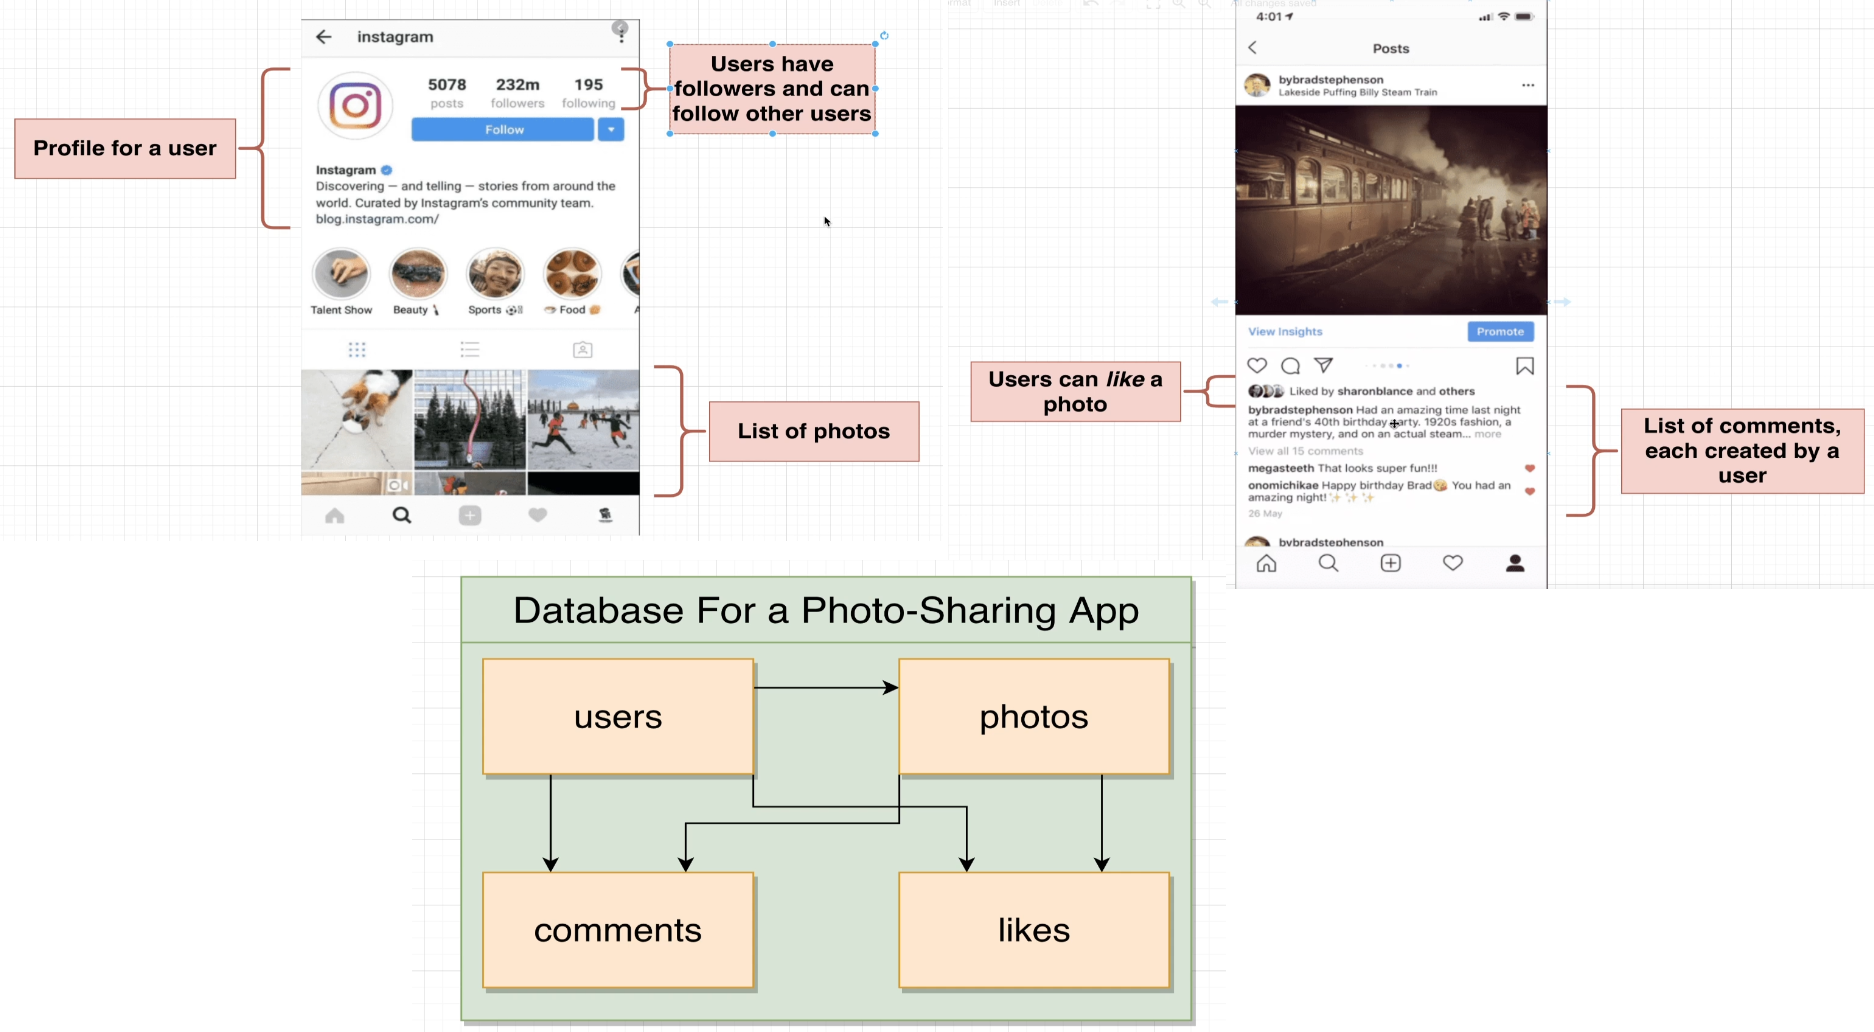 instagram
5078
232m
195
posts
followers
following
Follow
Users have
followers and can
follow other users
Profile for a user
Instagram
Discovering — and telling — stories from around the
world. Curated by Instagram's community team.
blog.instagram.com/
Talent Show
Beauty
Sports
Food
A
List of photos
All changes saved
Insert
4:01
Posts
bybradstephenson
Lakeside Puffing Billy Steam Train
View Insights
Promote
Users can like a
photo
Liked by sharonblance and others
bybradstephenson Had an amazing time last night
at a friend's 40th birthday party. 1920s fashion, a
murder mystery, and on an actual steam... more
View all 15 comments
megasteeth That looks super fun!!!
onomichikae Happy birthday Brad😘 You had an
amazing night!✨ ✨ ✨
26 May
bybradstephenson
List of comments,
each created by a
user
Database For a Photo-Sharing App
users
photos
comments
likes